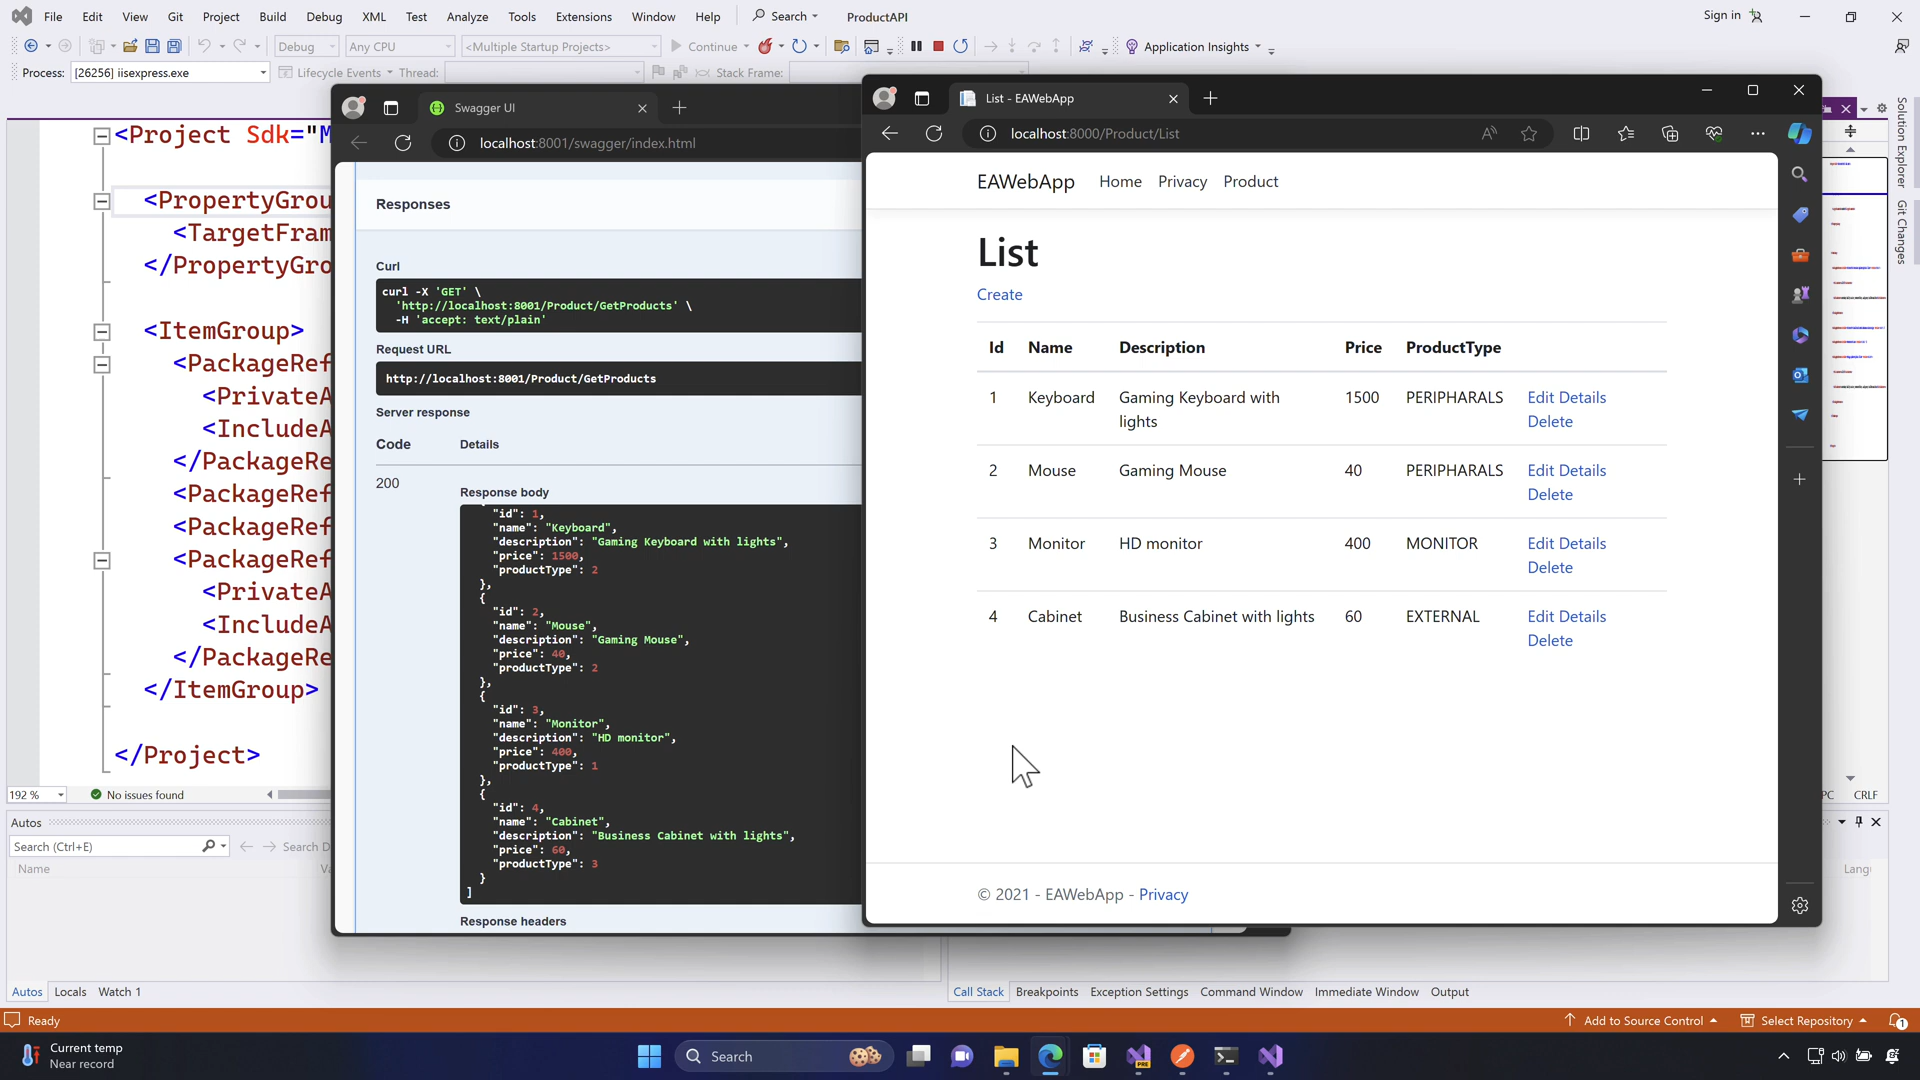 File Edit View Git Project Build Debug XML Test Analyze Tools Extensions Window Help Search ProductAPI Sign in
Debug Any CPU <Multiple Startup Projects> Continue Application Insights
Process: [26256] iisexpress.exe Lifecycle Events Thread: Stack Frame:
<Project Sdk="M
<PropertyGrou
<TargetFram
</PropertyGro
<ItemGroup>
<PackageRef
<PrivateA
<IncludeA
</PackageRe
<PackageRef
<PackageRef
<PackageRef
<PrivateA
<IncludeA
</PackageRe
</ItemGroup>
</Project>
192 % No issues found
Autos
Search (Ctrl+E) Search D
Name Va
Autos Locals Watch 1
Swagger UI
localhost:8001/swagger/index.html
Responses
Curl
curl -X 'GET' \
'http://localhost:8001/Product/GetProducts' \
-H 'accept: text/plain'
Request URL
http://localhost:8001/Product/GetProducts
Server response
Code Details
200
Response body
"id": 1,
"name": "Keyboard",
"description": "Gaming Keyboard with lights",
"price": 1500,
"productType": 2
},
{
"id": 2,
"name": "Mouse",
"description": "Gaming Mouse",
"price": 40,
"productType": 2
},
{
"id": 3,
"name": "Monitor",
"description": "HD monitor",
"price": 400,
"productType": 1
},
{
"id": 4,
"name": "Cabinet",
"description": "Business Cabinet with lights",
"price": 60,
"productType": 3
}
]
Response headers
List - EAWebApp
localhost:8000/Product/List
EAWebApp Home Privacy Product
List
Create
Id Name Description Price ProductType
1 Keyboard Gaming Keyboard with lights 1500 PERIPHARALS Edit Details Delete
2 Mouse Gaming Mouse 40 PERIPHARALS Edit Details Delete
3 Monitor HD monitor 400 MONITOR Edit Details Delete
4 Cabinet Business Cabinet with lights 60 EXTERNAL Edit Details Delete
© 2021 - EAWebApp - Privacy
Solution Explorer
Git Changes
PC CRLF
Lang
Call Stack Breakpoints Exception Settings Command Window Immediate Window Output
Ready Add to Source Control Select Repository 1
Current temp
Near record
Search